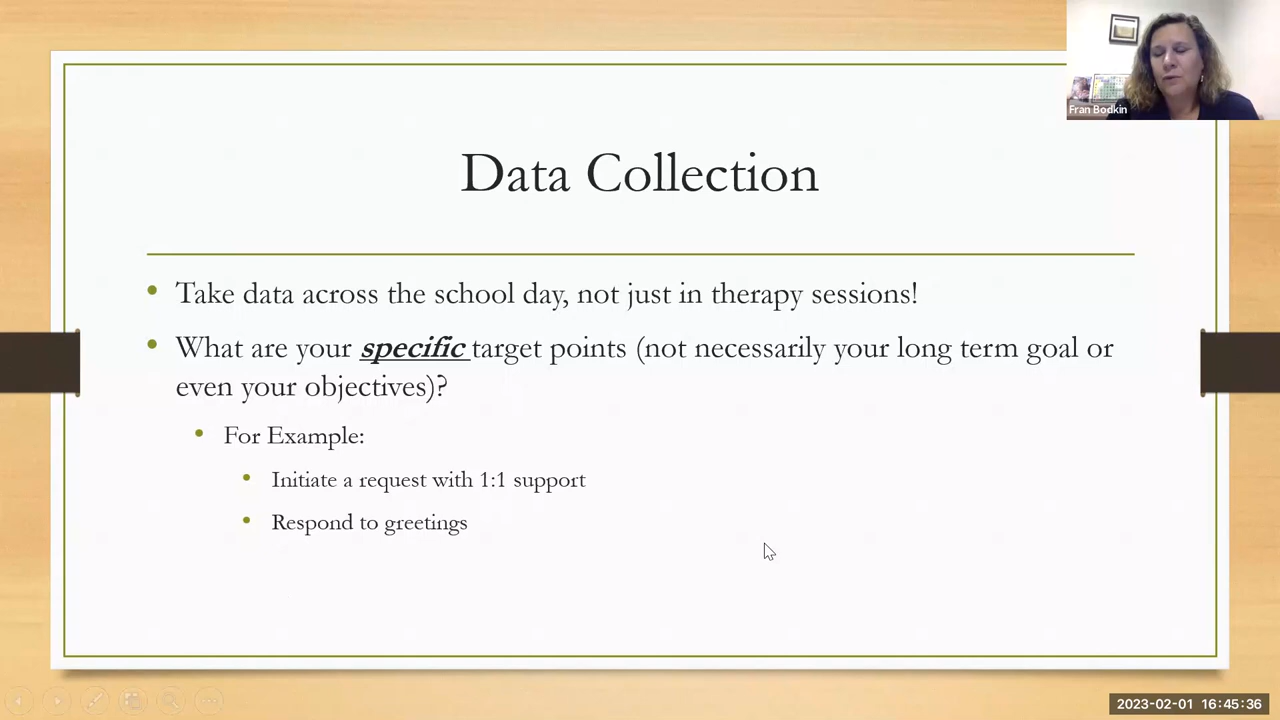 Fran Bodkin
Data Collection
• Take data across the school day, not just in therapy sessions!
• What are your specific target points (not necessarily your long term goal or
even your objectives)?
• For Example:
• Initiate a request with 1:1 support
• Respond to greetings
2023-02-01 16:45:36